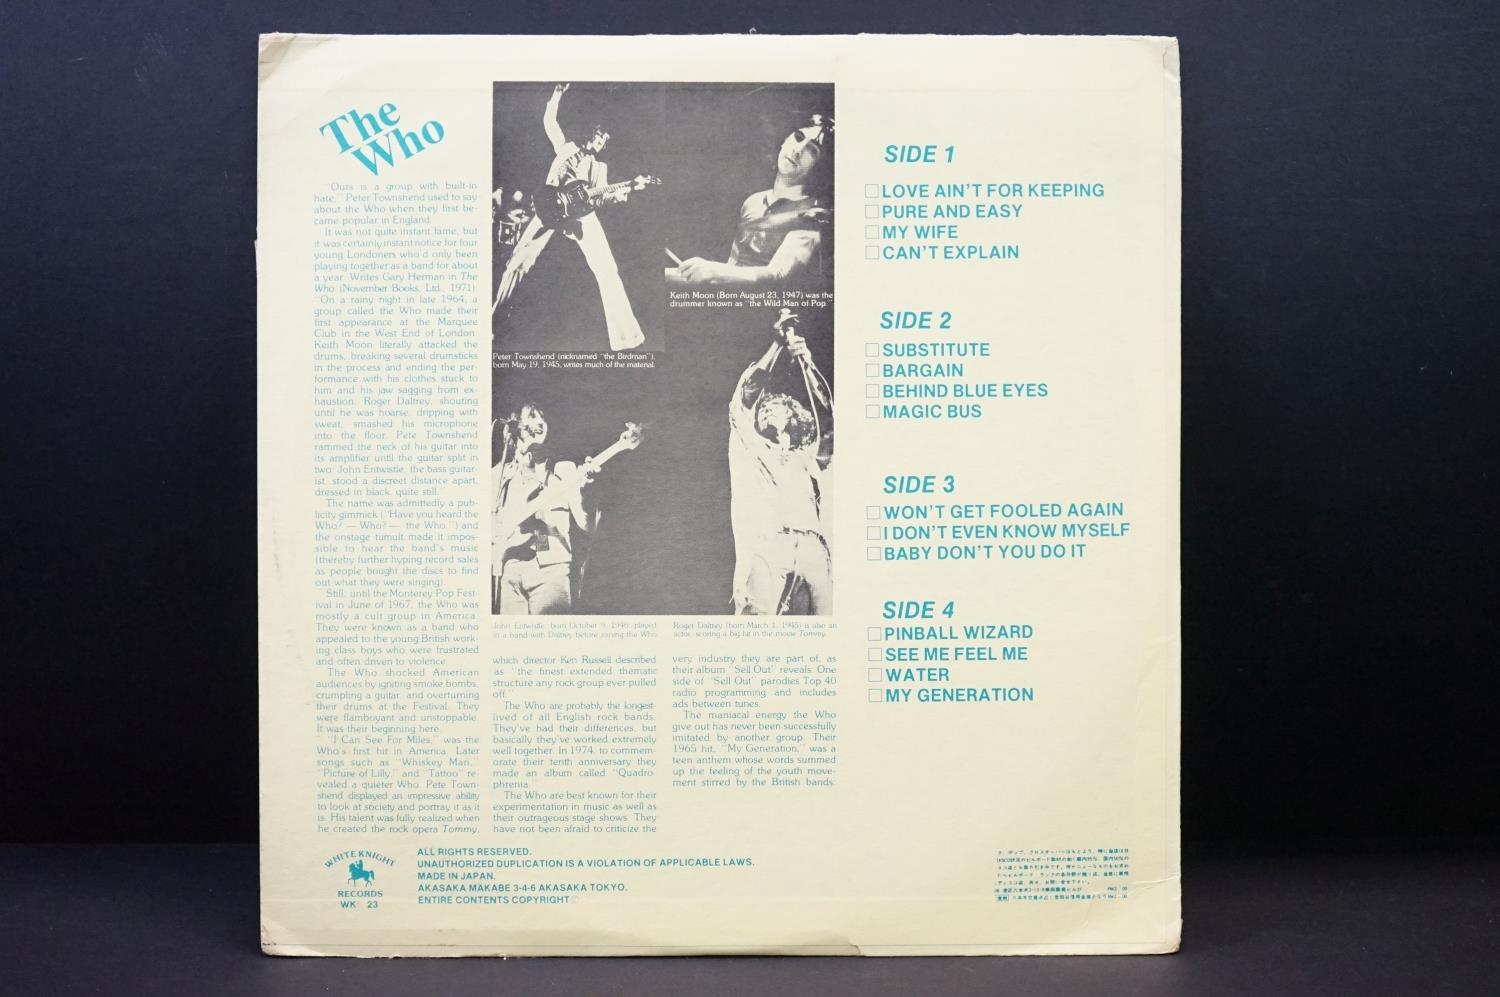 The
Who
"Ours is a group with built-in
hate," Peter Townshend used to say
about the Who when they first be-
came popular in England.
It was not quite instant fame, but
it was certainly instant notice for four
young Londoners who'd only been
playing together as a band for about
a year. Writes Gary Herman in The
Who (November Books, Ltd., 1971):
"On a rainy night in late 1964, a
group called the Who made their
first appearance at the Marquee
Club in the West End of London.
Keith Moon literally attacked the
drums, breaking several drumsticks
in the process and ending the per-
formance with his clothes stuck to
him and his jaw sagging from ex-
haustion. Roger Daltrey, shouting
until he was hoarse, dripping with
sweat, smashed his microphone
into the floor. Pete Townshend
rammed the neck of his guitar into
its amplifier until the guitar split in
two. John Entwistle, the bass guitar-
ist, stood a discreet distance apart,
dressed in black, quite still."
The name was admittedly a pub-
licity gimmick ("Have you heard the
Who? — Who? — the Who.") and
the onstage tumult made it impos-
sible to hear the band's music
(thereby further hyping record sales
as people bought the discs to find
out what they were singing).
Still, until the Monterey Pop Fest-
ival in June of 1967, the Who was
mostly a cult group in America.
They were known as a band who
appealed to the young British work-
ing class boys who were frustrated
and often driven to violence.
The Who shocked American
audiences by igniting smoke bombs,
crumpling a guitar, and overturning
their drums at the Festival. They
were flamboyant and unstoppable.
It was their beginning here.
"I Can See For Miles," was the
Who's first hit in America. Later
songs such as "Whiskey Man,"
"Picture of Lilly," and "Tattoo" re-
vealed a quieter Who. Pete Town-
shend displayed an impressive ability
to look at society and portray it as it
is. His talent was fully realized when
he created the rock opera Tommy,
Keith Moon (Born August 23, 1947) was the
drummer known as "the Wild Man of Pop."
Peter Townshend (nicknamed "the Birdman"),
born May 19, 1945, writes much of the material.
John Entwistle, born October 9, 1946, played
in a band with Daltrey before joining the Who.
Roger Daltrey (born March 1, 1945) is also an
actor, scoring a big hit in the movie Tommy.
which director Ken Russell described
as "the finest extended thematic
structure any rock group ever pulled
off."
The Who are probably the longest-
lived of all English rock bands.
They've had their differences, but
basically they've worked extremely
well together. In 1974, to commem-
orate their tenth anniversary they
made an album called "Quadro-
phrenia.
The Who are best known for their
experimentation in music as well as
their outrageous stage shows. They
have not been afraid to criticize the
very industry they are part of, as
their album "Sell Out" reveals. One
side of "Sell Out" parodies Top 40
radio programming and includes
ads between tunes.
The maniacal energy the Who
give out has never been successfully
imitated by another group. Their
1965 hit, "My Generation," was a
teen anthem whose words summed
up the feeling of the youth move-
ment stirred by the British bands.
SIDE 1
LOVE AIN'T FOR KEEPING
PURE AND EASY
MY WIFE
CAN'T EXPLAIN
SIDE 2
SUBSTITUTE
BARGAIN
BEHIND BLUE EYES
MAGIC BUS
SIDE 3
WON'T GET FOOLED AGAIN
I DON'T EVEN KNOW MYSELF
BABY DON'T YOU DO IT
SIDE 4
PINBALL WIZARD
SEE ME FEEL ME
WATER
MY GENERATION
WHITE KNIGHT
RECORDS
WK 23
ALL RIGHTS RESERVED.
UNAUTHORIZED DUPLICATION IS A VIOLATION OF APPLICABLE LAWS.
MADE IN JAPAN.
AKASAKA MAKABE 3-4-6 AKASAKA TOKYO.
ENTIRE CONTENTS COPYRIGHT ©